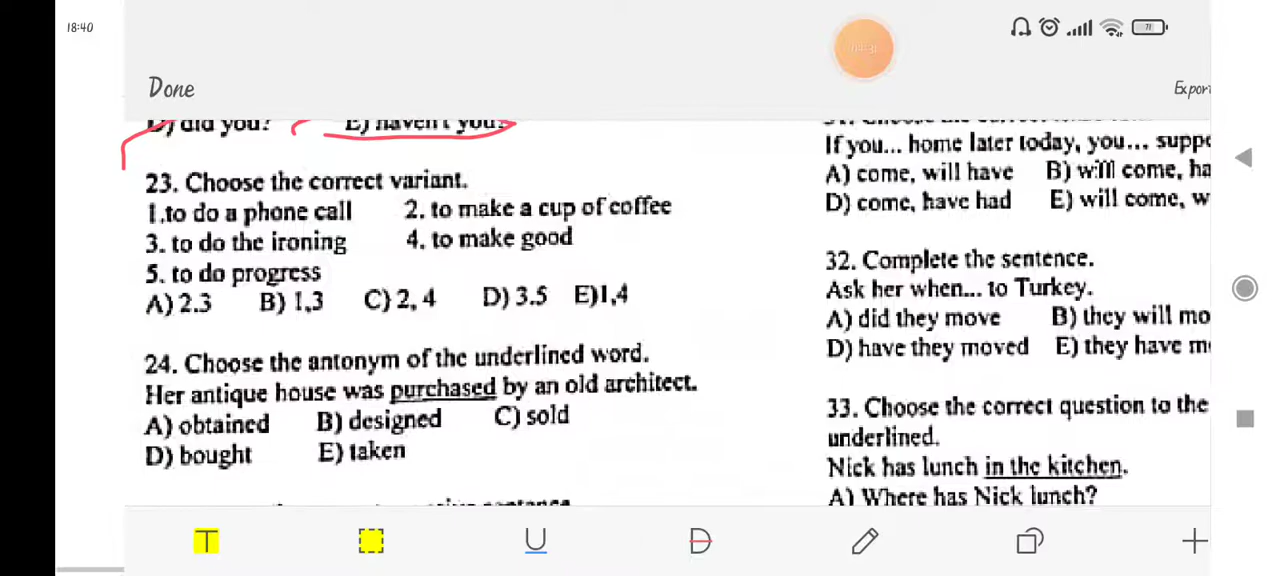 18:40
71
Done
Export
D) did you? E) haven't you?
23. Choose the correct variant.
1.to do a phone call 2. to make a cup of coffee
3. to do the ironing 4. to make good
5. to do progress
A) 2.3 B) 1,3 C) 2, 4 D) 3.5 E)1,4
24. Choose the antonym of the underlined word.
Her antique house was purchased by an old architect.
A) obtained B) designed C) sold
D) bought E) taken
If you... home later today, you... suppe
A) come, will have B) will come, ha
D) come, have had E) will come, w
32. Complete the sentence.
Ask her when... to Turkey.
A) did they move B) they will mo
D) have they moved E) they have m
33. Choose the correct question to the
underlined.
Nick has lunch in the kitchen.
A) Where has Nick lunch?
T
U
D